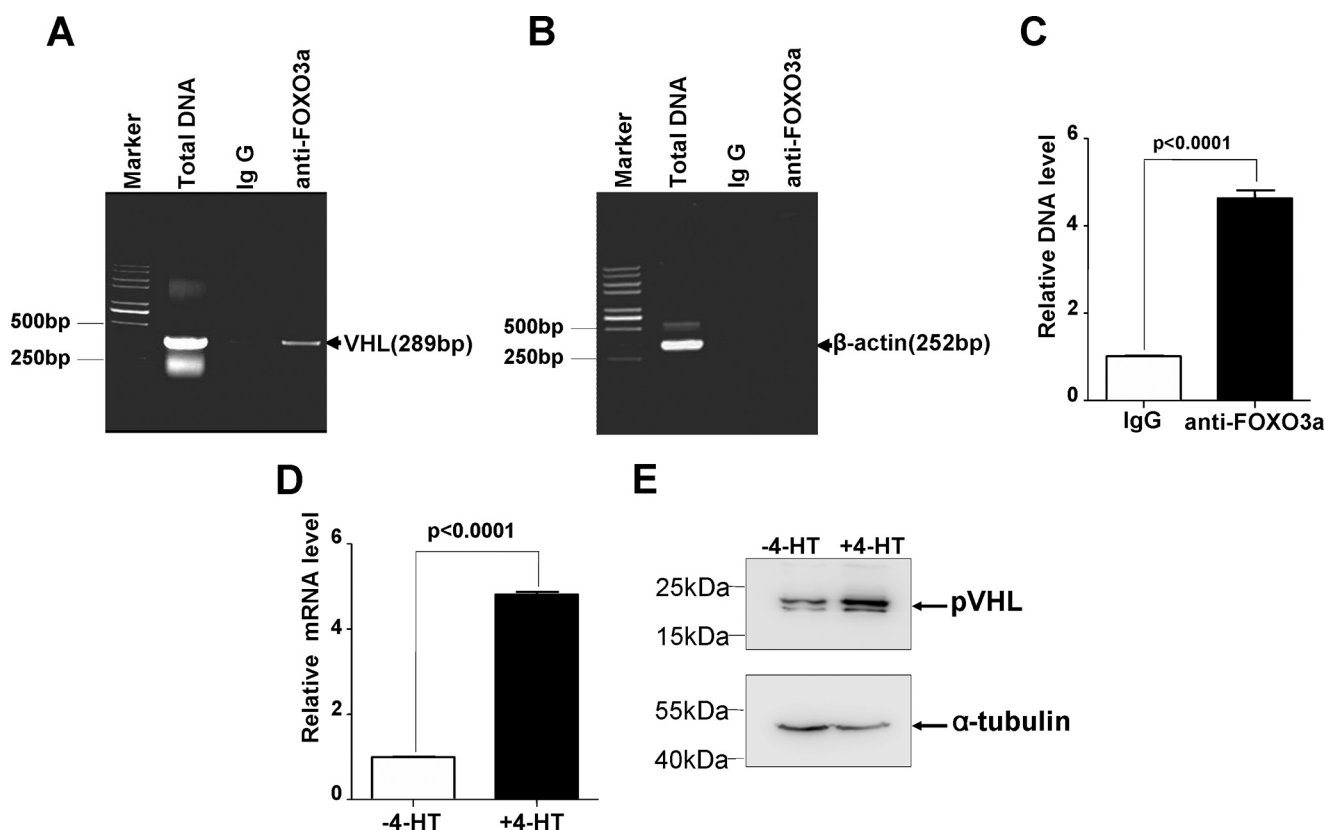 A
Marker
Total DNA
Ig G
anti-FOXO3a
500bp
250bp
VHL(289bp)
B
Marker
Total DNA
Ig G
anti-FOXO3a
500bp
250bp
β-actin(252bp)
C
Relative DNA level
6
4
2
0
p<0.0001
IgG
anti-FOXO3a
D
Relative mRNA level
6
4
2
0
p<0.0001
-4-HT
+4-HT
E
-4-HT +4-HT
25kDa
15kDa
pVHL
55kDa
40kDa
α-tubulin